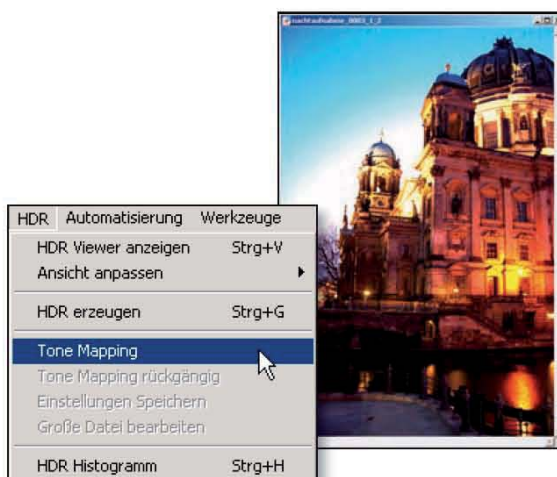 nachtaufnahme_0003_1_2
HDR Automatisierung Werkzeuge
HDR Viewer anzeigen Strg+V
Ansicht anpassen
HDR erzeugen Strg+G
Tone Mapping
Tone Mapping rückgängig
Einstellungen Speichern
Große Datei bearbeiten
HDR Histogramm Strg+H